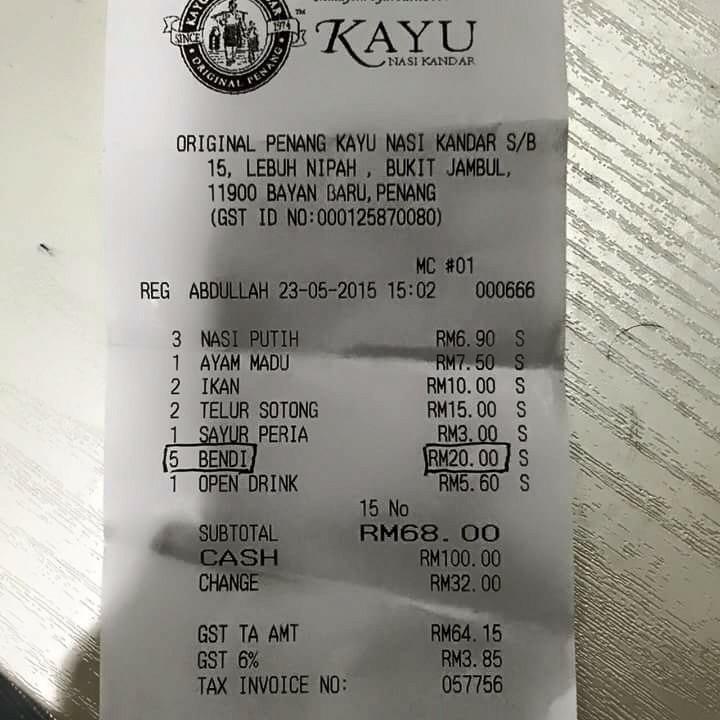 SINCE 1974
ORIGINAL PENANG
KAYU
NASI KANDAR
ORIGINAL PENANG KAYU NASI KANDAR S/B
15, LEBUH NIPAH , BUKIT JAMBUL,
11900 BAYAN BARU, PENANG
(GST ID NO:000125870080)
MC #01
REG ABDULLAH 23-05-2015 15:02 000666
3 NASI PUTIH RM6.90 S
1 AYAM MADU RM7.50 S
2 IKAN RM10.00 S
2 TELUR SOTONG RM15.00 S
1 SAYUR PERIA RM3.00 S
5 BENDI RM20.00 S
1 OPEN DRINK RM5.60 S
15 No
SUBTOTAL RM68.00
CASH RM100.00
CHANGE RM32.00
GST TA AMT RM64.15
GST 6% RM3.85
TAX INVOICE NO: 057756